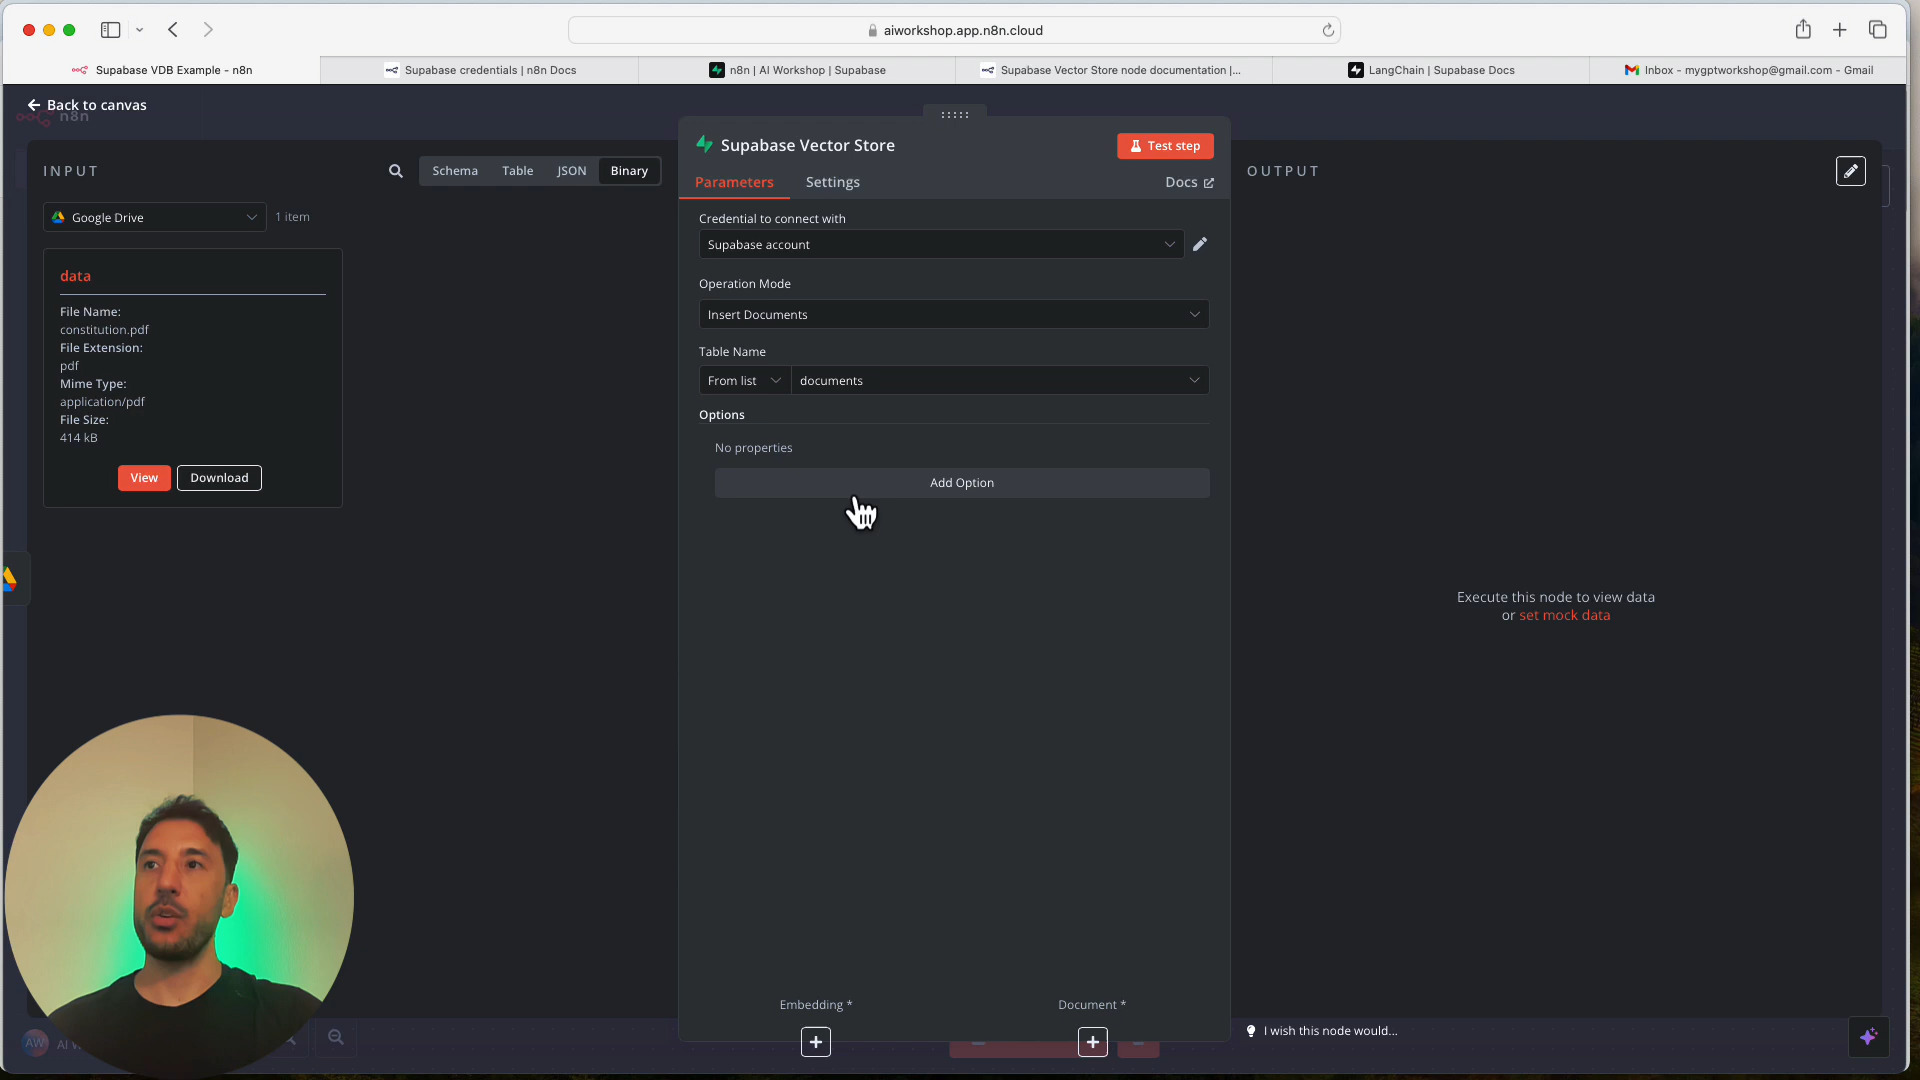 aiworkshop.app.n8n.cloud
Supabase VDB Example - n8n
Supabase credentials | n8n Docs
n8n | AI Workshop | Supabase
Supabase Vector Store node documentation |...
LangChain | Supabase Docs
Inbox - mygptworkshop@gmail.com - Gmail
Back to canvas
n8n
INPUT
Schema
Table
JSON
Binary
Google Drive
1 item
data
File Name:
constitution.pdf
File Extension:
pdf
Mime Type:
application/pdf
File Size:
414 kB
View
Download
Supabase Vector Store
Test step
Parameters
Settings
Docs
Credential to connect with
Supabase account
Operation Mode
Insert Documents
Table Name
From list
documents
Options
No properties
Add Option
Embedding *
Document *
OUTPUT
Execute this node to view data
or set mock data
I wish this node would...
AW